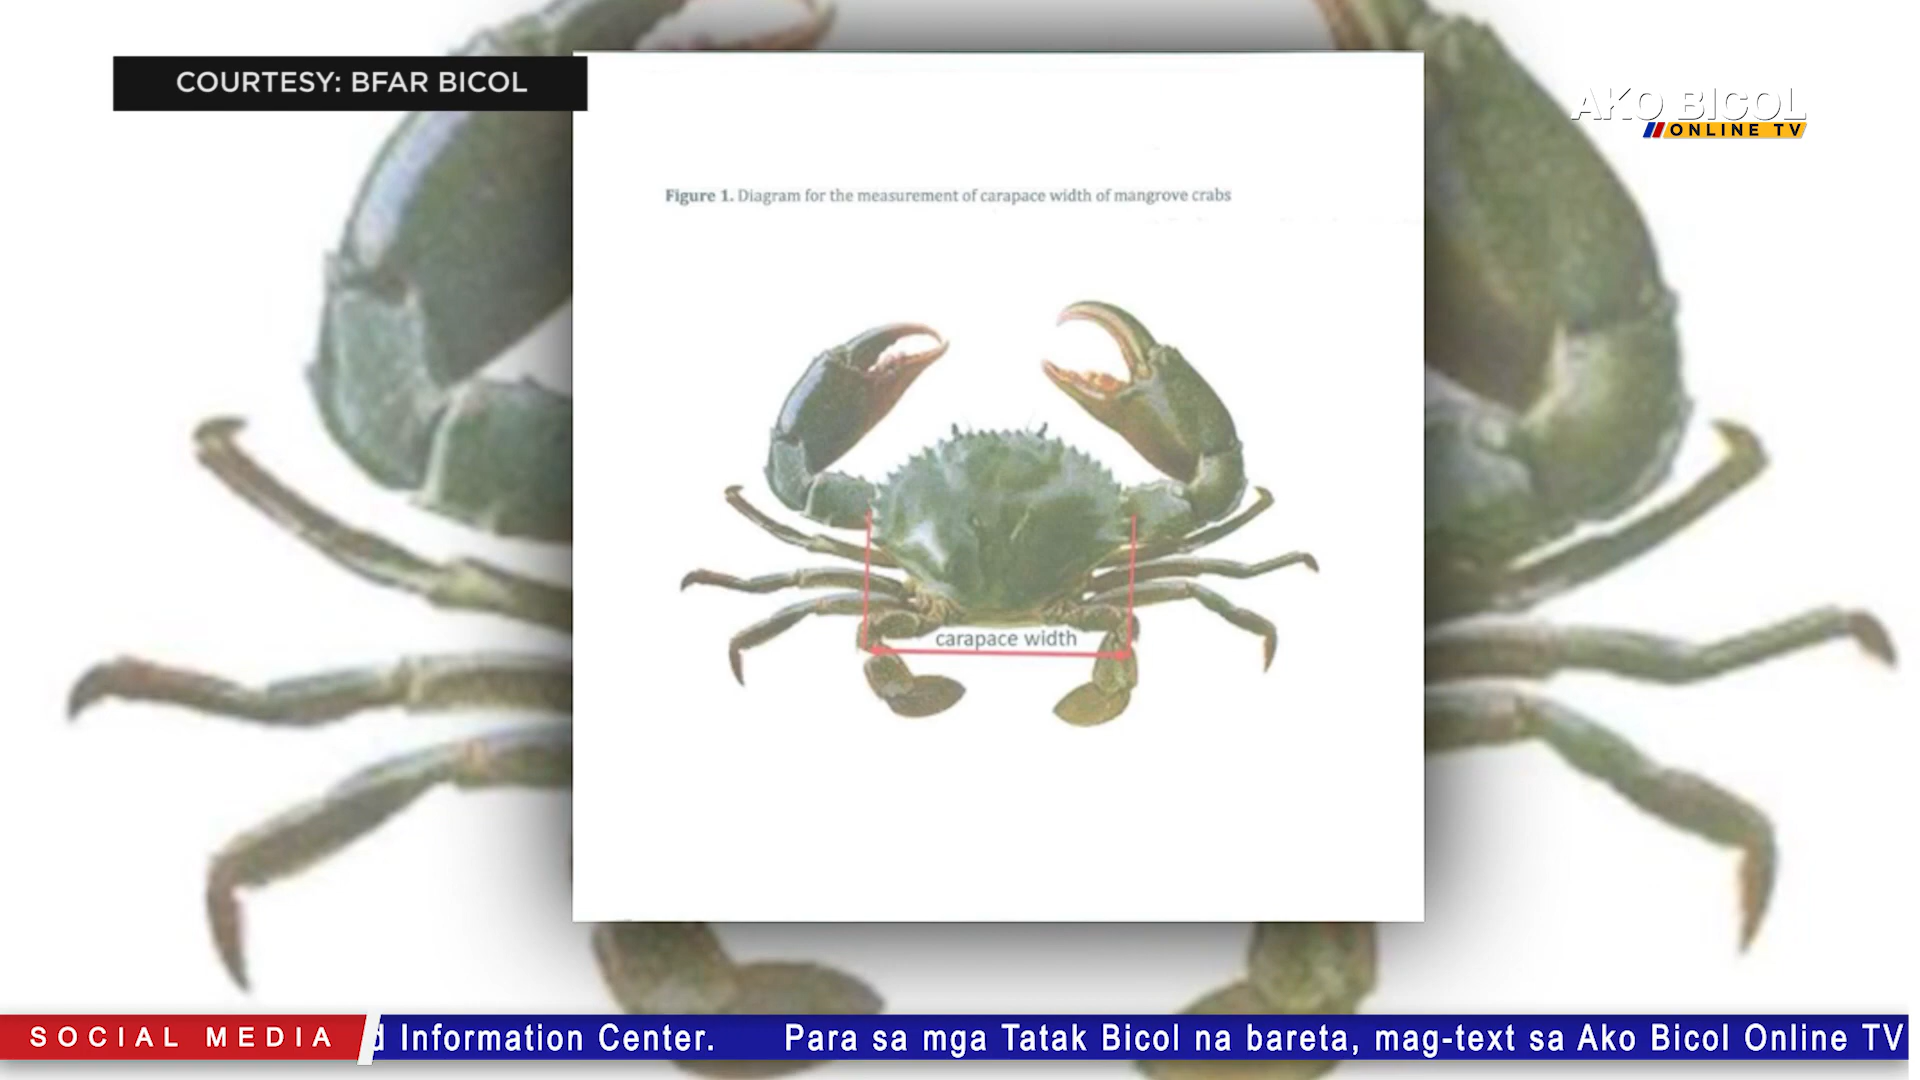 COURTESY: BFAR BICOL
AKO BICOL
ONLINE TV
Figure 1. Diagram for the measurement of carapace width of mangrove crabs
carapace width
SOCIAL MEDIA
d Information Center. Para sa mga Tatak Bicol na bareta, mag-text sa Ako Bicol Online TV